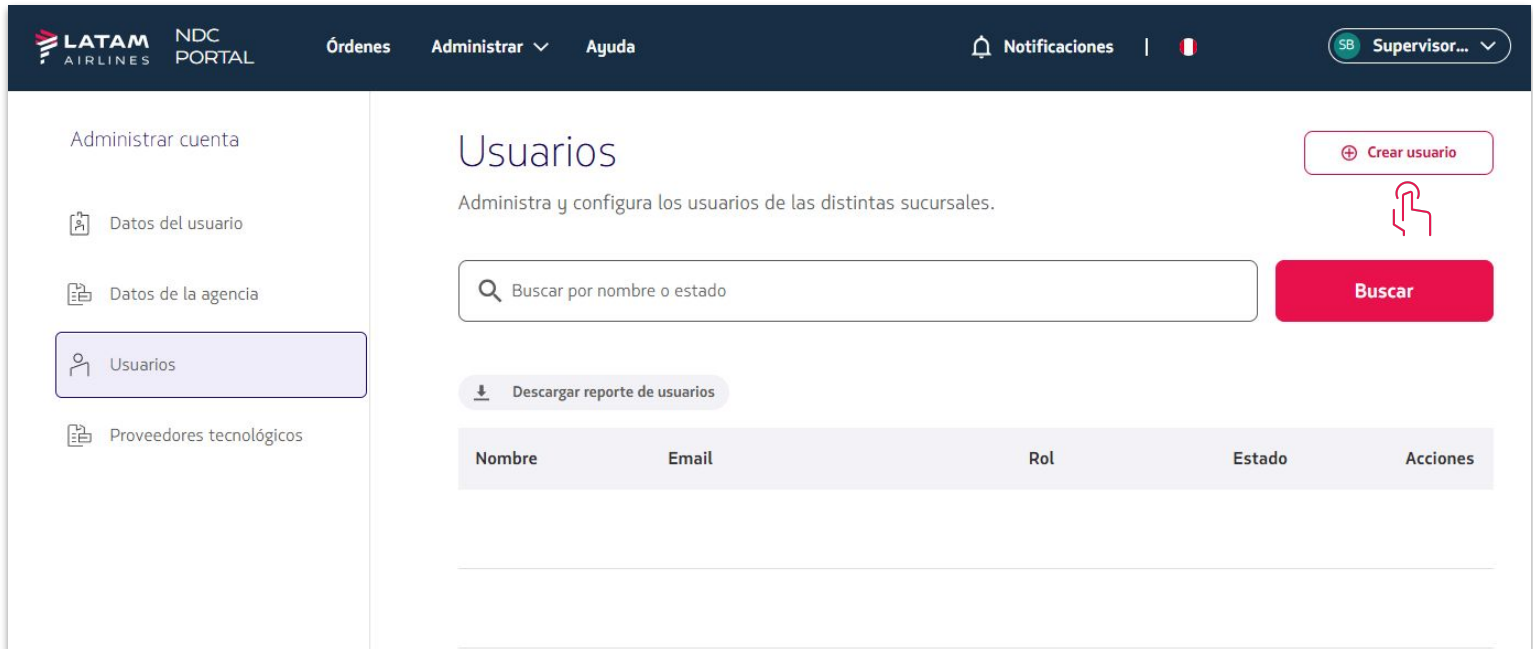 LATAM AIRLINES NDC PORTAL Órdenes Administrar Ayuda Notificaciones | SB Supervisor...
Administrar cuenta
Datos del usuario
Datos de la agencia
Usuarios
Proveedores tecnológicos
Usuarios
Crear usuario
Administra y configura los usuarios de las distintas sucursales.
Buscar por nombre o estado
Buscar
Descargar reporte de usuarios
Nombre Email Rol Estado Acciones